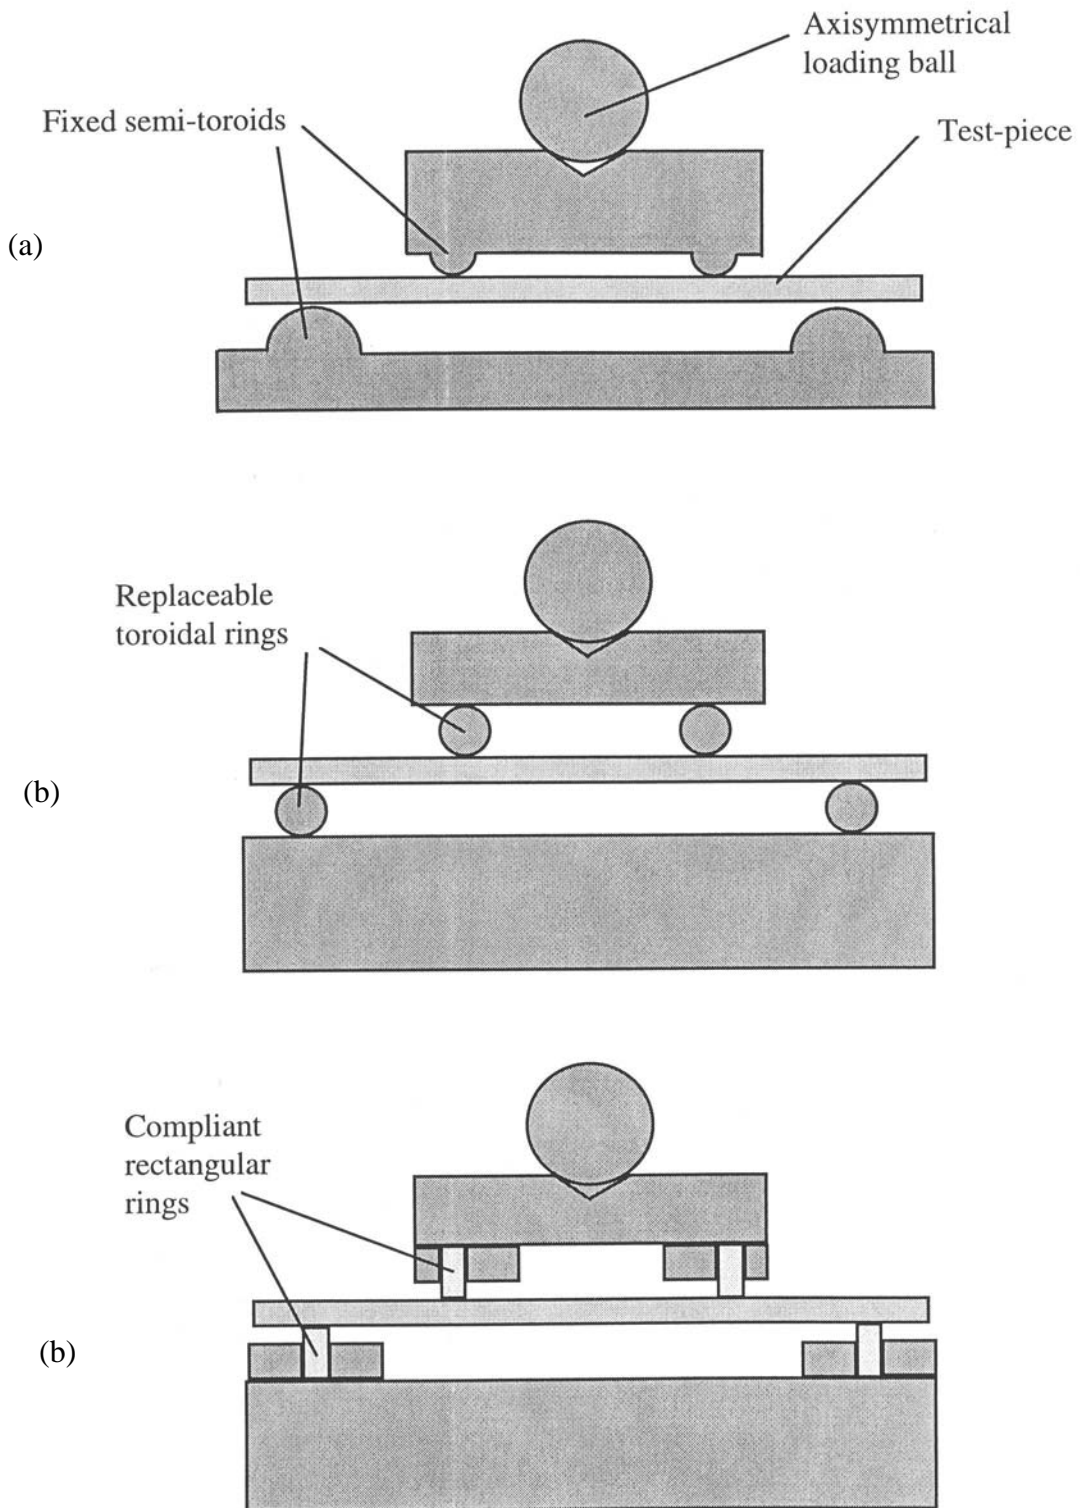 Axisymmetrical
loading ball
Fixed semi-toroids
Test-piece
(a)
Replaceable
toroidal rings
(b)
Compliant
rectangular
rings
(b)